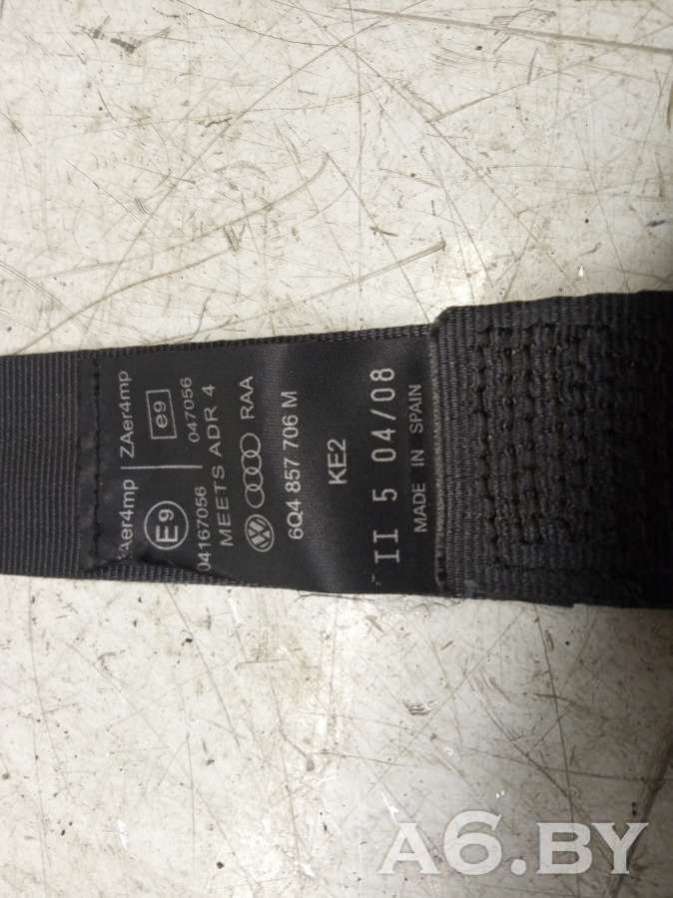 ZAer4mp
Aer4mp
e9
E9
047056
04167056
MEETS ADR 4
RAA
6Q4 857 706 M
KE2
II 5 04/08
MADE IN SPAIN
A6.BY